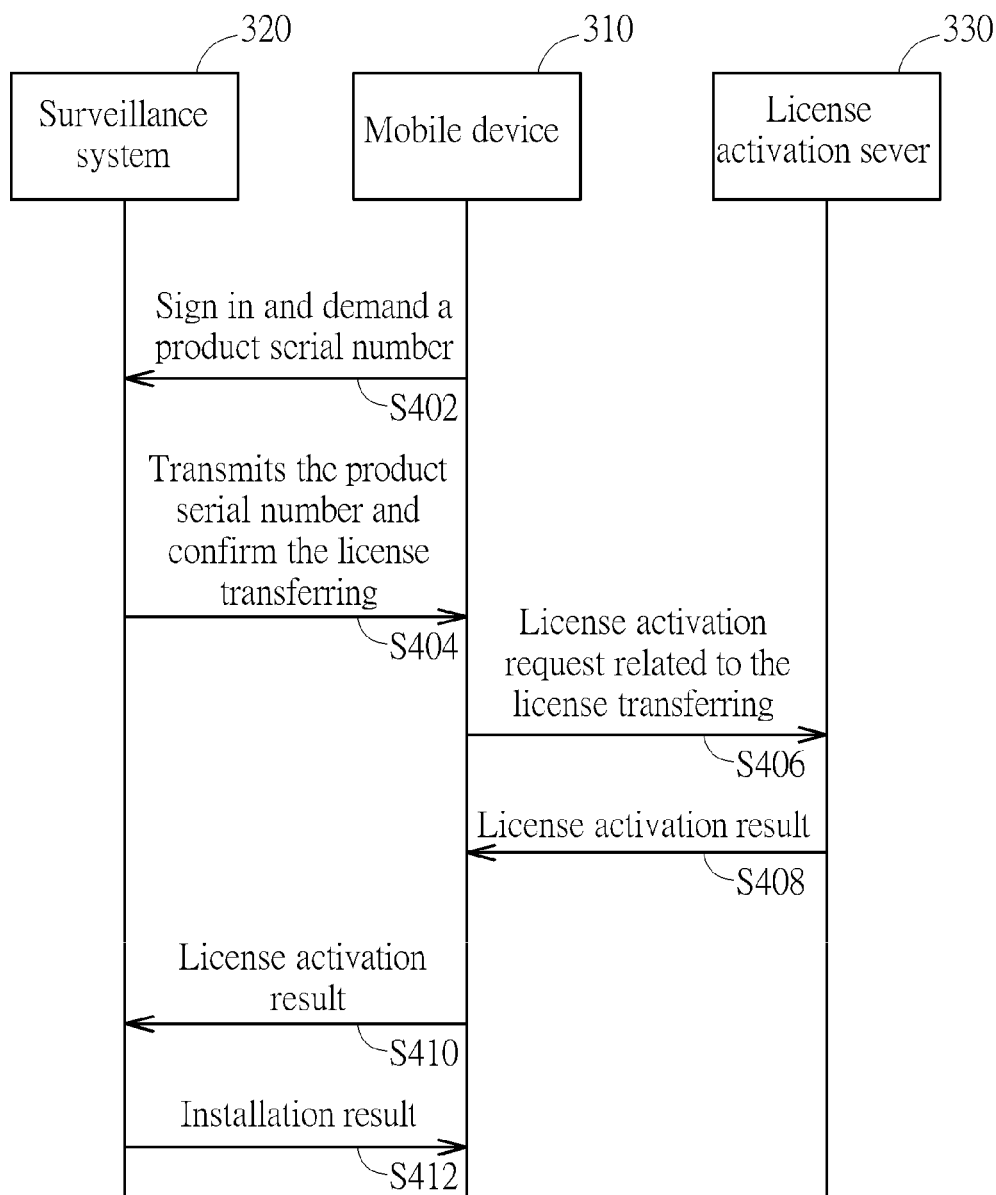 320
310
330
Surveillance
system
Mobile device
License
activation sever
Sign in and demand a
product serial number
S402
Transmits the product
serial number and
confirm the license
transferring
S404
License activation
request related to the
license transferring
S406
License activation result
S408
License activation
result
S410
Installation result
S412